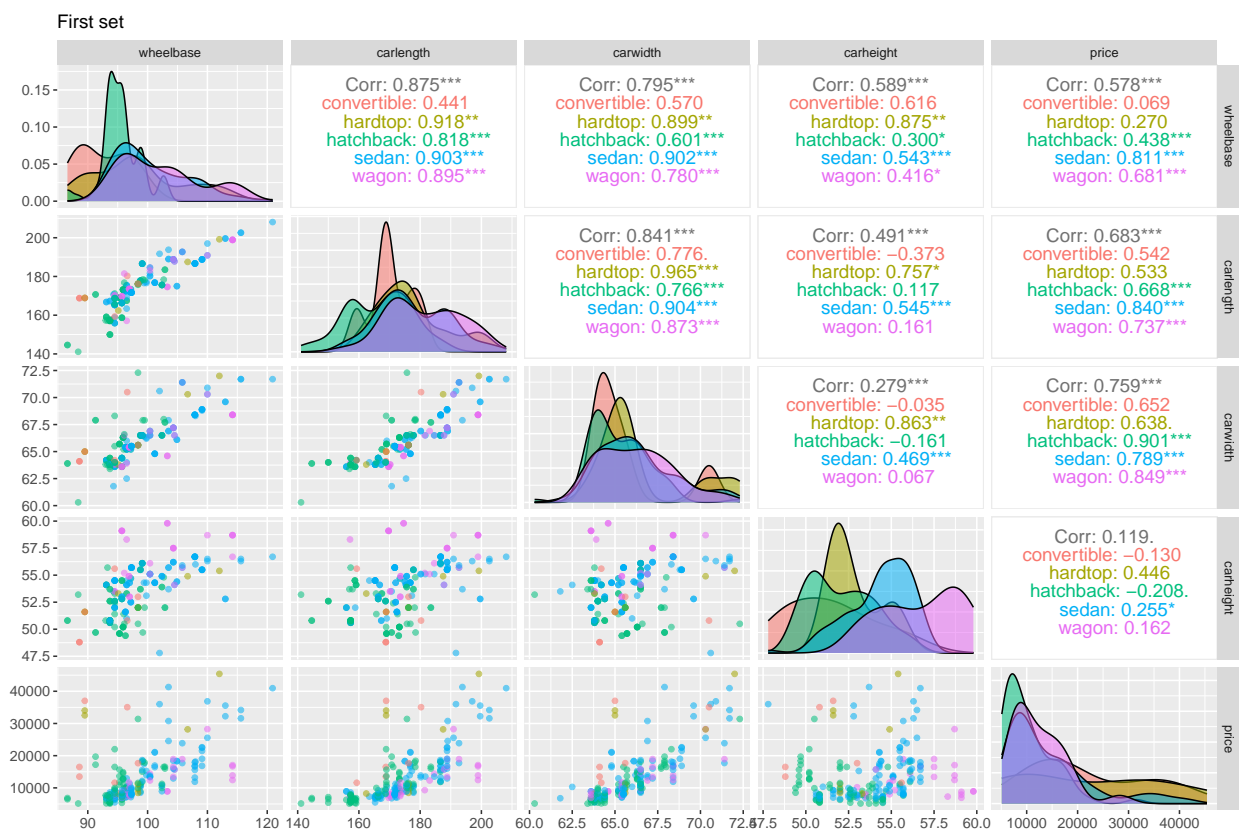 First set
wheelbase carlength carwidth carheight price
0.15
0.10
0.05
0.00
Corr: 0.875***
convertible: 0.441
hardtop: 0.918**
hatchback: 0.818***
sedan: 0.903***
wagon: 0.895***
Corr: 0.795***
convertible: 0.570
hardtop: 0.899**
hatchback: 0.601***
sedan: 0.902***
wagon: 0.780***
Corr: 0.589***
convertible: 0.616
hardtop: 0.875**
hatchback: 0.300*
sedan: 0.543***
wagon: 0.416*
Corr: 0.578***
convertible: 0.069
hardtop: 0.270
hatchback: 0.438***
sedan: 0.811***
wagon: 0.681***
wheelbase
200
180
160
140
Corr: 0.841***
convertible: 0.776.
hardtop: 0.965***
hatchback: 0.766***
sedan: 0.904***
wagon: 0.873***
Corr: 0.491***
convertible: −0.373
hardtop: 0.757*
hatchback: 0.117
sedan: 0.545***
wagon: 0.161
Corr: 0.683***
convertible: 0.542
hardtop: 0.533
hatchback: 0.668***
sedan: 0.840***
wagon: 0.737***
carlength
72.5
70.0
67.5
65.0
62.5
60.0
Corr: 0.279***
convertible: −0.035
hardtop: 0.863**
hatchback: −0.161
sedan: 0.469***
wagon: 0.067
Corr: 0.759***
convertible: 0.652
hardtop: 0.638.
hatchback: 0.901***
sedan: 0.789***
wagon: 0.849***
carwidth
60.0
57.5
55.0
52.5
50.0
47.5
Corr: 0.119.
convertible: −0.130
hardtop: 0.446
hatchback: −0.208.
sedan: 0.255*
wagon: 0.162
carheight
40000
30000
20000
10000
price
90 100 110 120 140 160 180 200 60.0 62.5 65.0 67.5 70.0 72.5 47.5 50.0 52.5 55.0 57.5 60.0 10000 20000 30000 40000